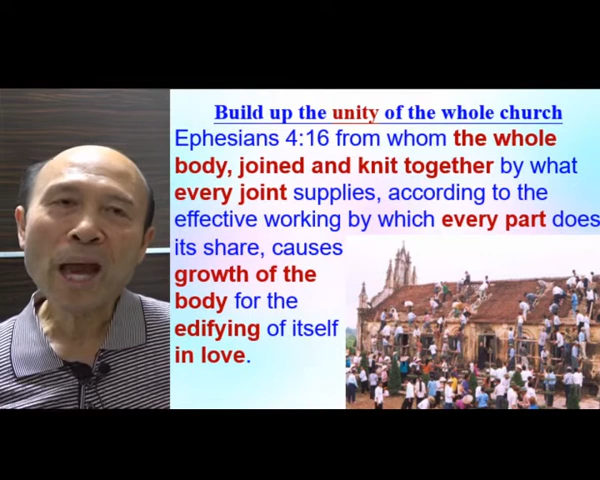 Build up the unity of the whole church
Ephesians 4:16 from whom the whole
body, joined and knit together by what
every joint supplies, according to the
effective working by which every part does
its share, causes
growth of the
body for the
edifying of itself
in love.